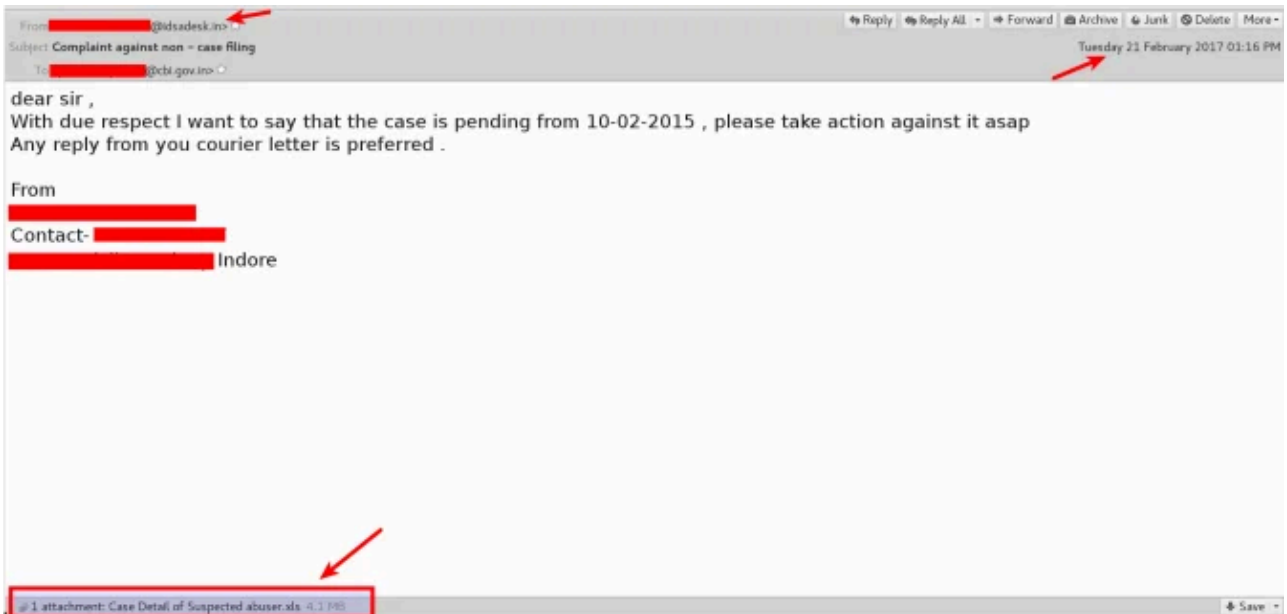 From @idsadesk.in>
Reply Reply All Forward Archive Junk Delete More
Subject Complaint against non - case filing
Tuesday 21 February 2017 01:16 PM
To @cbi.gov.in>
dear sir ,
With due respect I want to say that the case is pending from 10-02-2015 , please take action against it asap
Any reply from you courier letter is preferred .
From
Contact-
Indore
1 attachment: Case Detail of Suspected abuser.xls 4.1 MB
Save